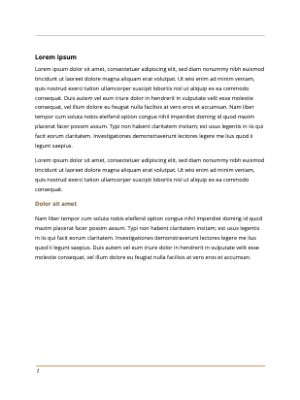 Lorem ipsum
Lorem ipsum dolor sit amet, consectetuer adipiscing elit, sed diam nonummy nibh euismod
tincidunt ut laoreet dolore magna aliquam erat volutpat. Ut wisi enim ad minim veniam,
quis nostrud exerci tation ullamcorper suscipit lobortis nisl ut aliquip ex ea commodo
consequat. Duis autem vel eum iriure dolor in hendrerit in vulputate velit esse molestie
consequat, vel illum dolore eu feugiat nulla facilisis at vero eros et accumsan. Nam liber
tempor cum soluta nobis eleifend option congue nihil imperdiet doming id quod mazim
placerat facer possim assum. Typi non habent claritatem insitam; est usus legentis in iis qui
facit eorum claritatem. Investigationes demonstraverunt lectores legere me lius quod ii
legunt saepius.
Lorem ipsum dolor sit amet, consectetuer adipiscing elit, sed diam nonummy nibh euismod
tincidunt ut laoreet dolore magna aliquam erat volutpat. Ut wisi enim ad minim veniam,
quis nostrud exerci tation ullamcorper suscipit lobortis nisl ut aliquip ex ea commodo
consequat.
Dolor sit amet
Nam liber tempor cum soluta nobis eleifend option congue nihil imperdiet doming id quod
mazim placerat facer possim assum. Typi non habent claritatem insitam; est usus legentis
in iis qui facit eorum claritatem. Investigationes demonstraverunt lectores legere me lius
quod ii legunt saepius. Duis autem vel eum iriure dolor in hendrerit in vulputate velit esse
molestie consequat, vel illum dolore eu feugiat nulla facilisis at vero eros et accumsan.
2